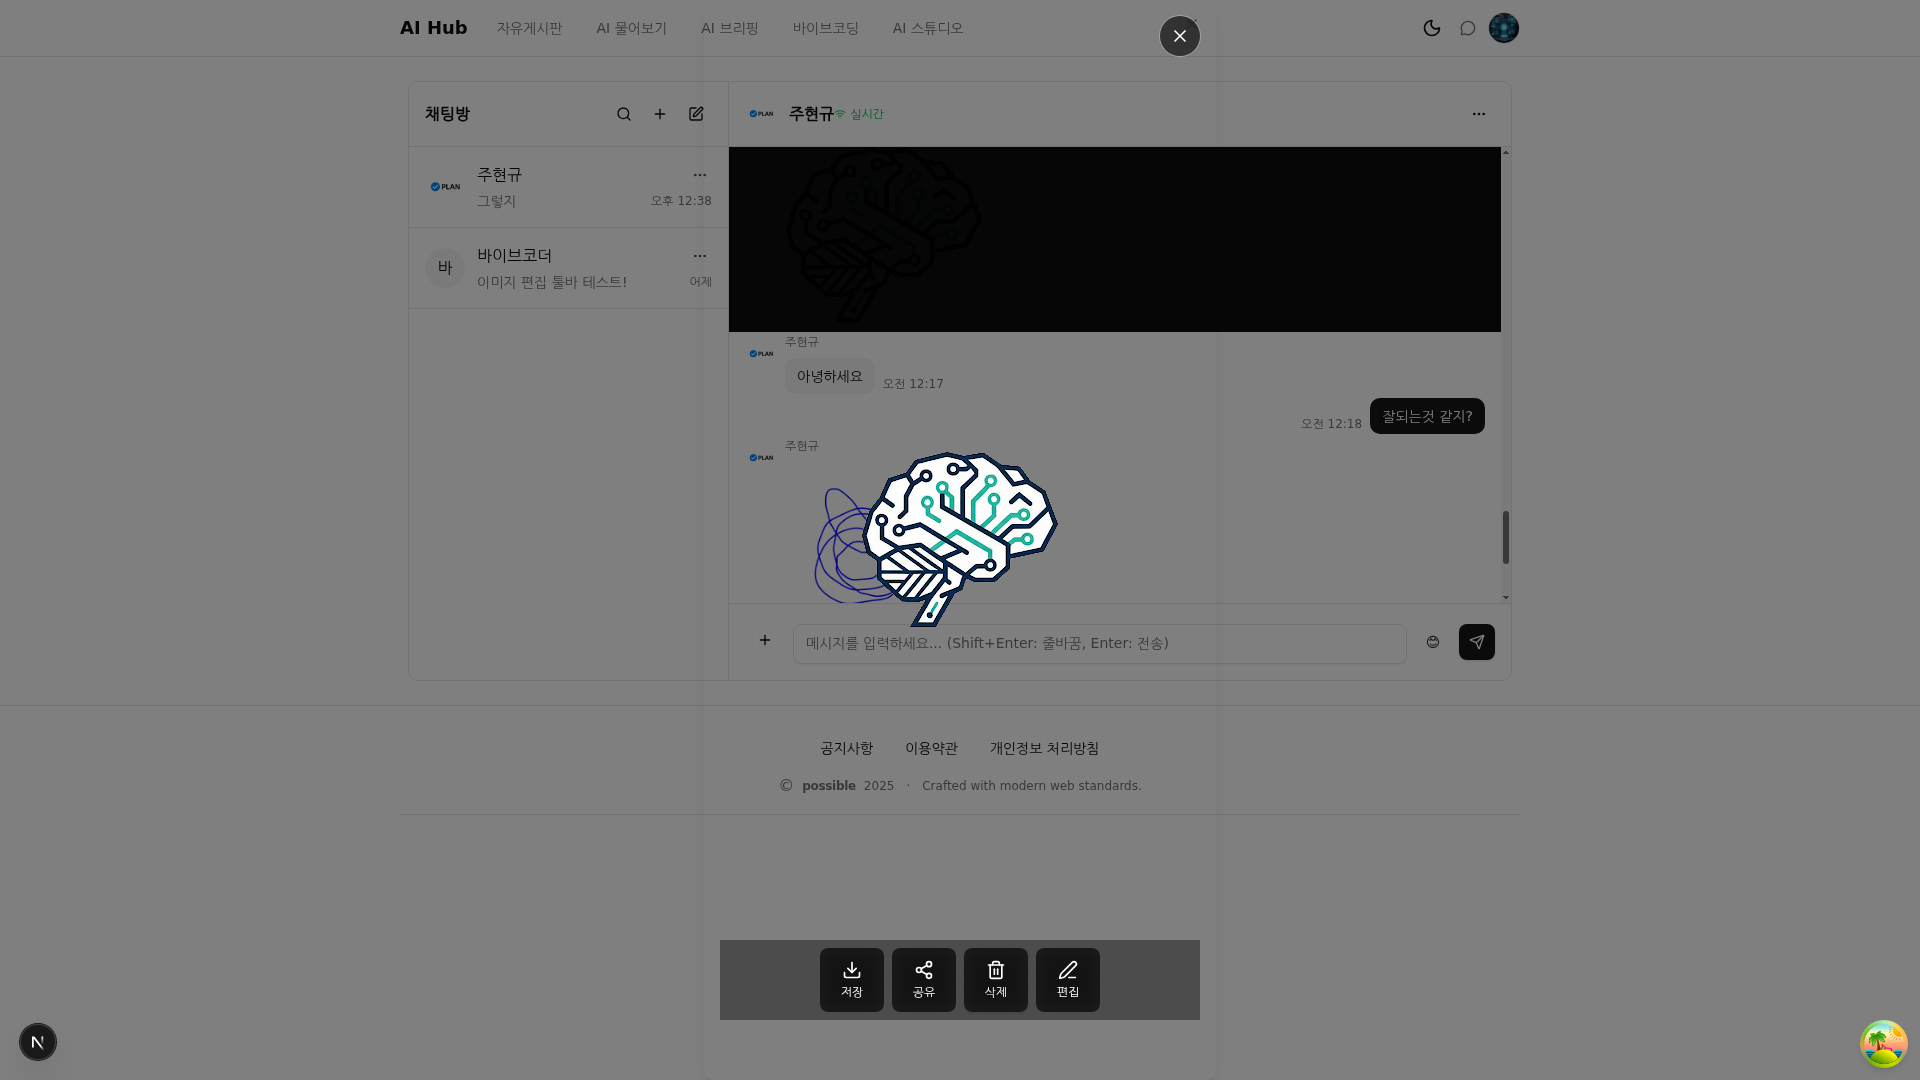 AI Hub
자유게시판
AI 물어보기
AI 브리핑
바이브코딩
AI 스튜디오
채팅방
PLAN
주현규
그렇지
오후 12:38
바
바이브코더
이미지 편집 툴바 테스트!
어제
PLAN
주현규
실시간
주현규
PLAN
아녕하세요
오전 12:17
오전 12:18
잘되는것 같지?
주현규
PLAN
메시지를 입력하세요... (Shift+Enter: 줄바꿈, Enter: 전송)
공지사항
이용약관
개인정보 처리방침
© possible 2025 · Crafted with modern web standards.
저장
공유
삭제
편집
N